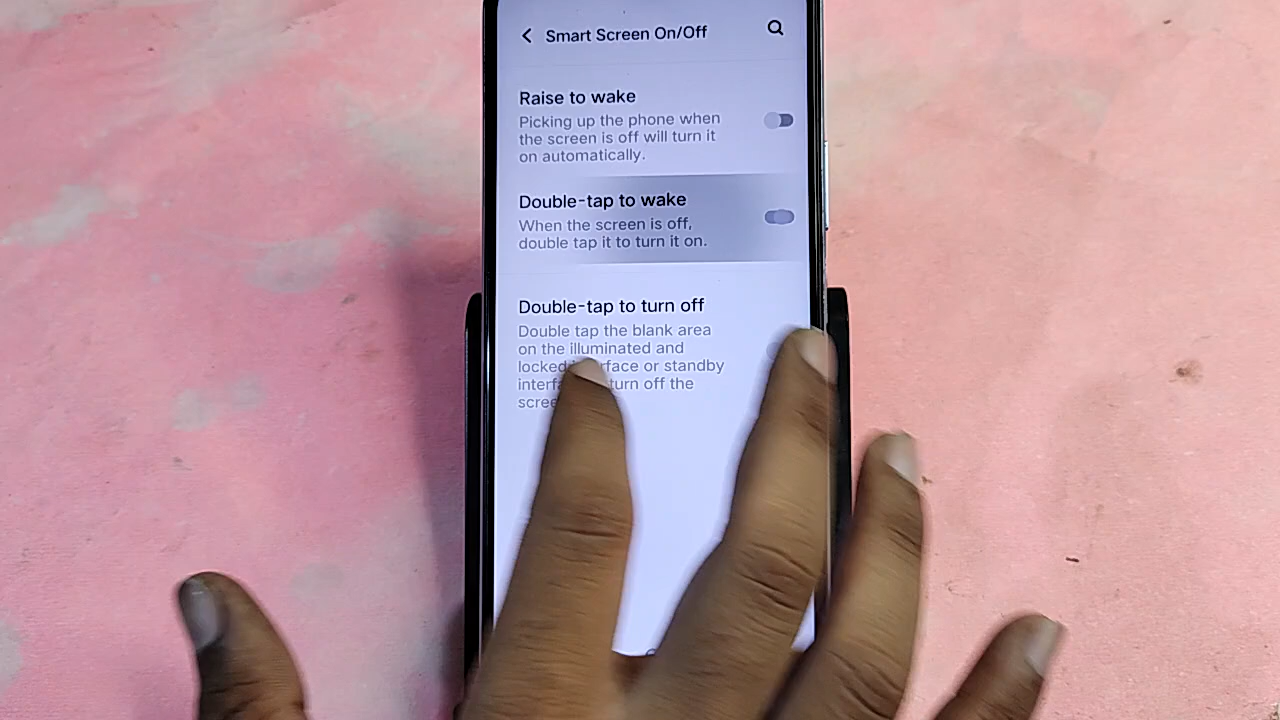 Smart Screen On/Off
Raise to wake
Picking up the phone when
the screen is off will turn it
on automatically.
Double-tap to wake
When the screen is off,
double tap it to turn it on.
Double-tap to turn off
Double tap the blank area
on the illuminated and
locked or standby
turn off the